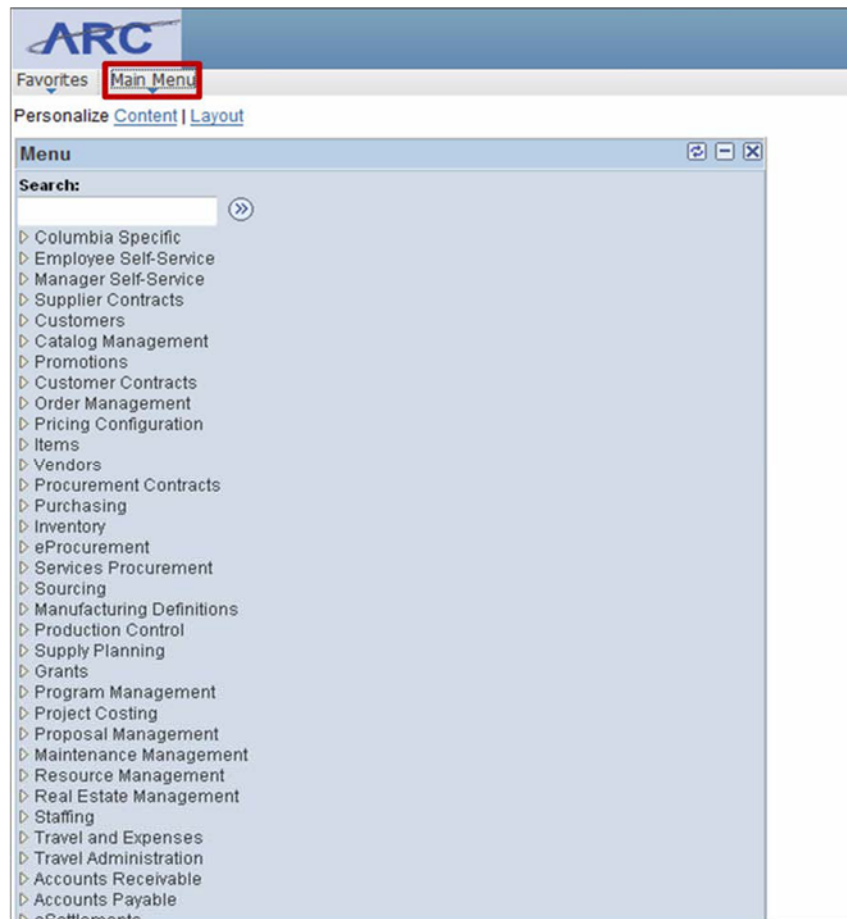 ARC
Favorites Main Menu
Personalize Content | Layout
Menu
Search:
Columbia Specific
Employee Self-Service
Manager Self-Service
Supplier Contracts
Customers
Catalog Management
Promotions
Customer Contracts
Order Management
Pricing Configuration
Items
Vendors
Procurement Contracts
Purchasing
Inventory
eProcurement
Services Procurement
Sourcing
Manufacturing Definitions
Production Control
Supply Planning
Grants
Program Management
Project Costing
Proposal Management
Maintenance Management
Resource Management
Real Estate Management
Staffing
Travel and Expenses
Travel Administration
Accounts Receivable
Accounts Payable
eSettlements